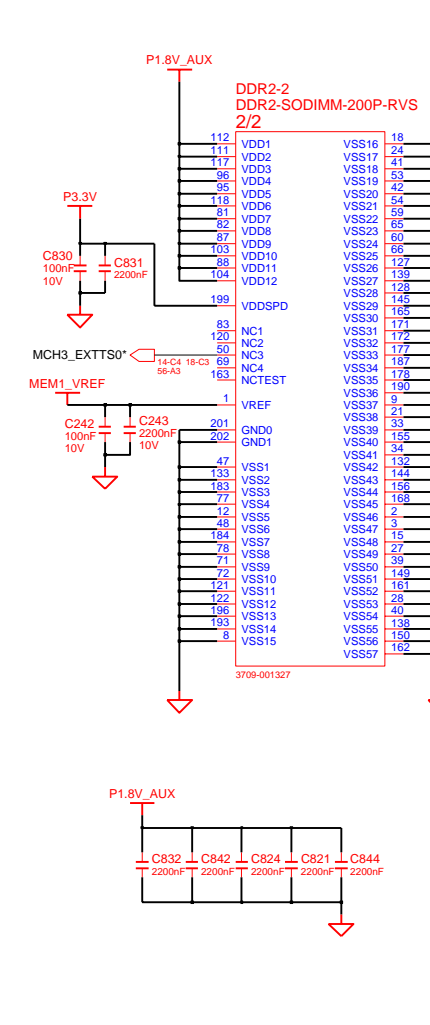 P1.8V_AUX
DDR2-2
DDR2-SODIMM-200P-RVS
2/2
112 VDD1 VSS16 18
111 VDD2 VSS17 24
117 VDD3 VSS18 41
96 VDD4 VSS19 53
95 VDD5 VSS20 42
118 VDD6 VSS21 54
81 VDD7 VSS22 59
82 VDD8 VSS23 65
87 VDD9 VSS24 60
103 VDD10 VSS25 66
88 VDD11 VSS26 127
104 VDD12 VSS27 139
VSS28 128
199 VDDSPD VSS29 145
VSS30 165
83 NC1 VSS31 171
120 NC2 VSS32 172
50 NC3 VSS33 177
69 NC4 VSS34 187
163 NCTEST VSS35 178
VSS36 190
1 VREF VSS37 9
VSS38 21
201 GND0 VSS39 33
202 GND1 VSS40 155
VSS41 34
47 VSS1 VSS42 132
133 VSS2 VSS43 144
183 VSS3 VSS44 156
77 VSS4 VSS45 168
12 VSS5 VSS46 2
48 VSS6 VSS47 3
184 VSS7 VSS48 15
78 VSS8 VSS49 27
71 VSS9 VSS50 39
72 VSS10 VSS51 149
121 VSS11 VSS52 161
122 VSS12 VSS53 28
196 VSS13 VSS54 40
193 VSS14 VSS55 138
8 VSS15 VSS56 150
VSS57 162
3709-001327
P3.3V
C830
100nF
10V
C831
2200nF
MCH3_EXTTS0*
14-C4 18-C3
56-A3
MEM1_VREF
C242
100nF
10V
C243
2200nF
10V
P1.8V_AUX
C832 C842 C824 C821 C844
2200nF 2200nF 2200nF 2200nF 2200nF